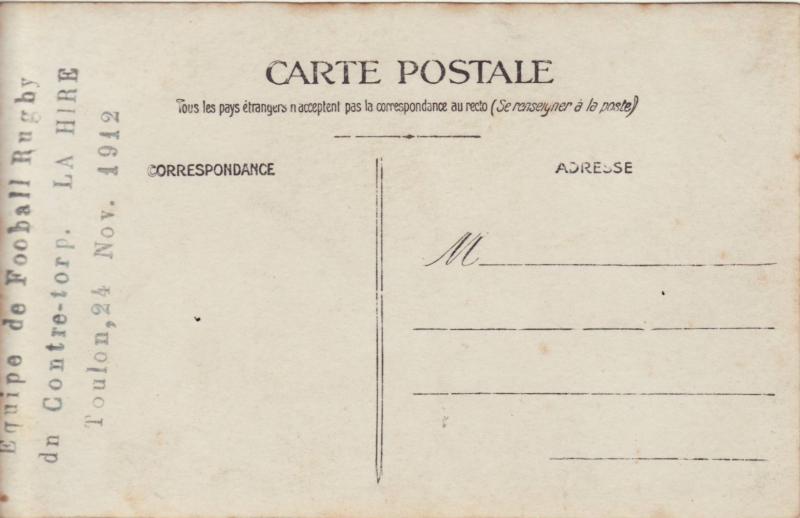 CARTE POSTALE
Tous les pays étrangers n'acceptent pas la correspondance au recto (Se renseigner à la poste)
CORRESPONDANCE
ADRESSE
M
Equipe de Fooball Rugby
dn Contre-torp. LA HIRE
Toulon, 24 Nov. 1912